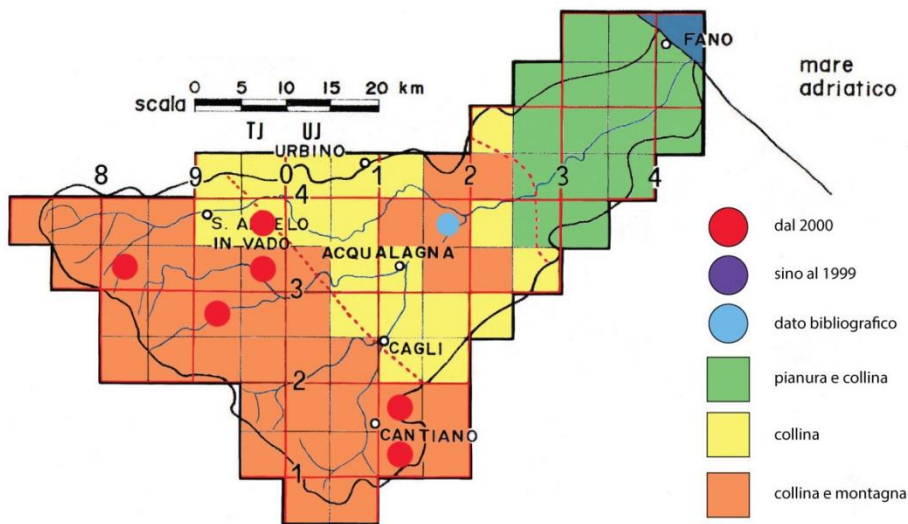 FANO
mare
adriatico
scala
0 5 10 15 20 km
TJ UJ
URBINO
8 9 0 1 2 3 4
4
S. ANGELO
IN VADO
ACQUALAGNA
3
CAGLI
2
CANTIANO
1
dal 2000
sino al 1999
dato bibliografico
pianura e collina
collina
collina e montagna